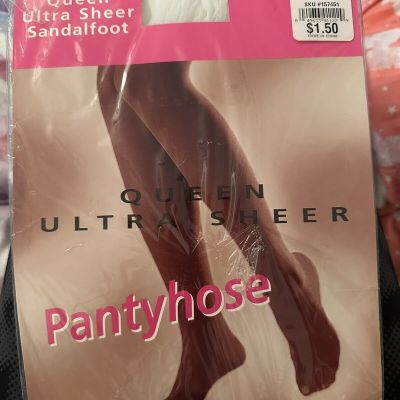 Queen
Ultra Sheer
Sandalfoot
SKU #157451
$1.50
QUEEN
ULTRA SHEER
Pantyhose